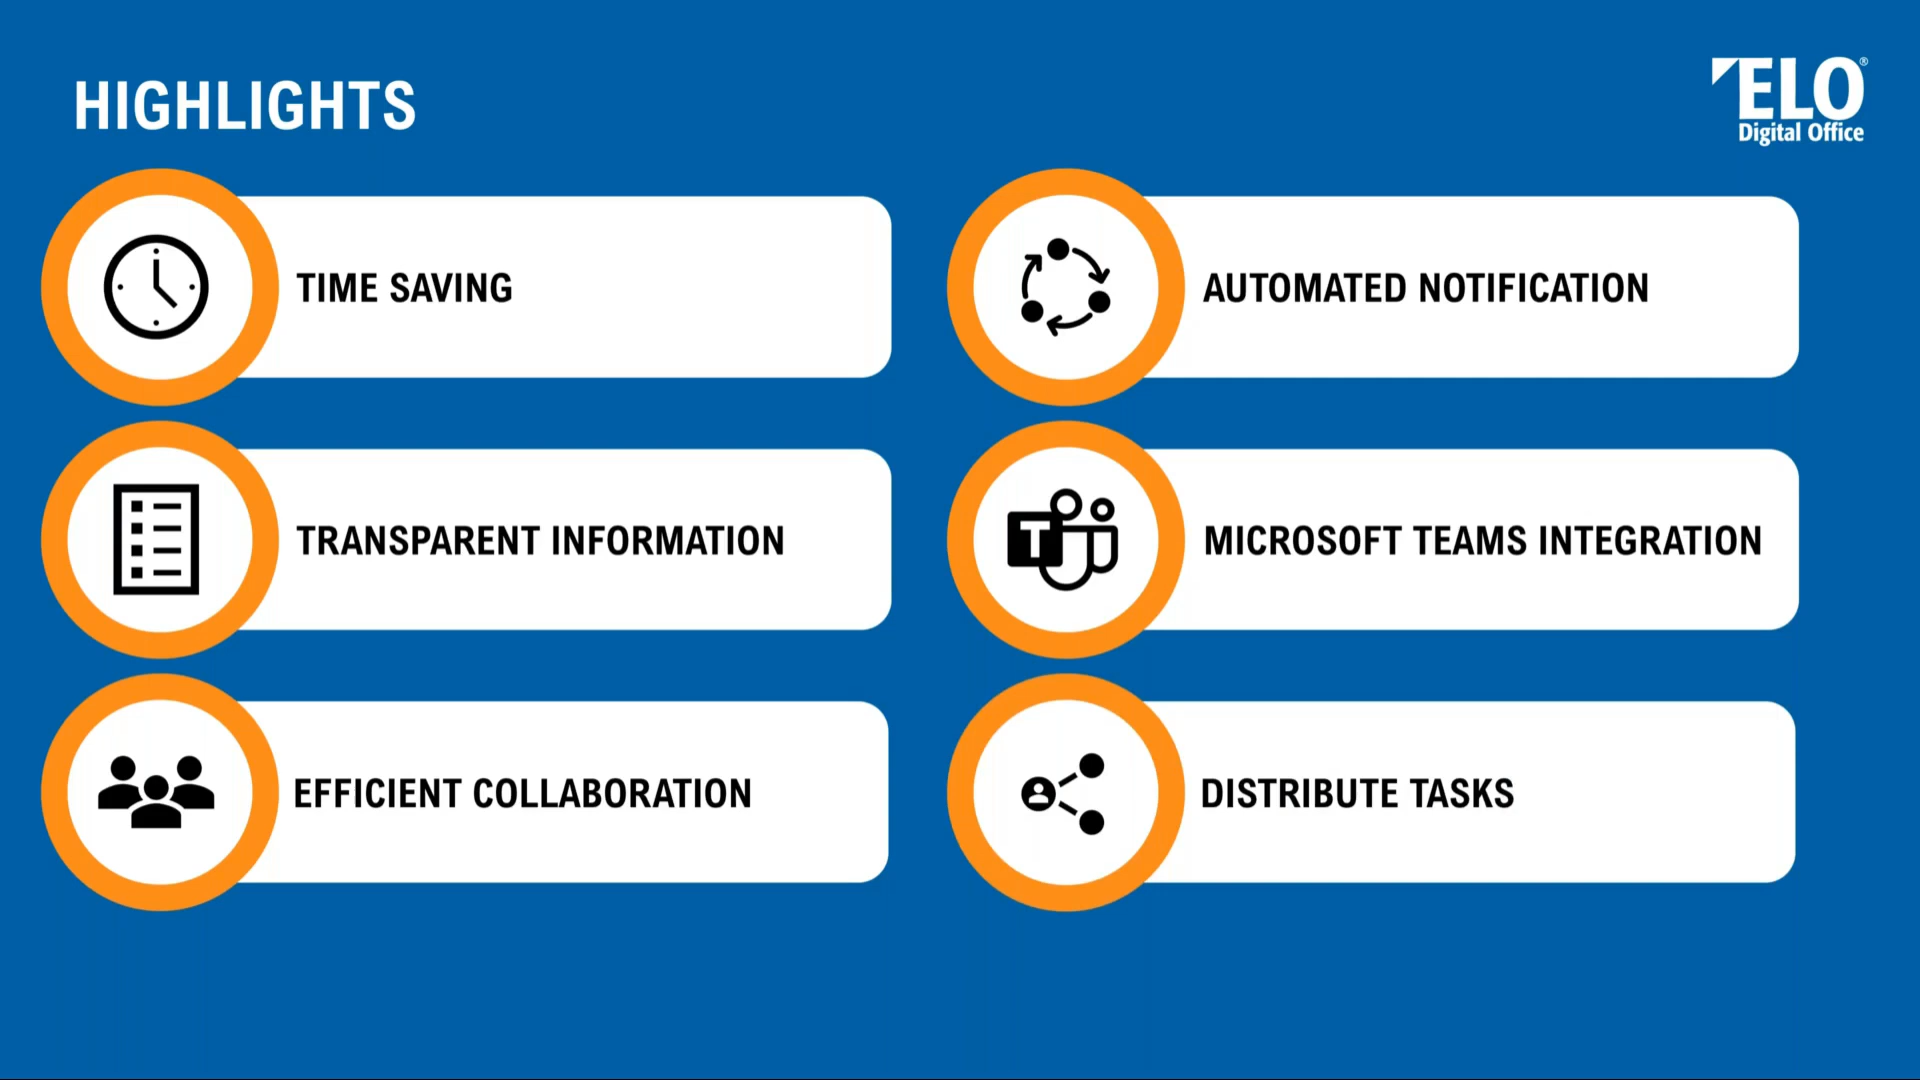 HIGHLIGHTS
ELO®
Digital Office
TIME SAVING
AUTOMATED NOTIFICATION
TRANSPARENT INFORMATION
T
MICROSOFT TEAMS INTEGRATION
EFFICIENT COLLABORATION
DISTRIBUTE TASKS